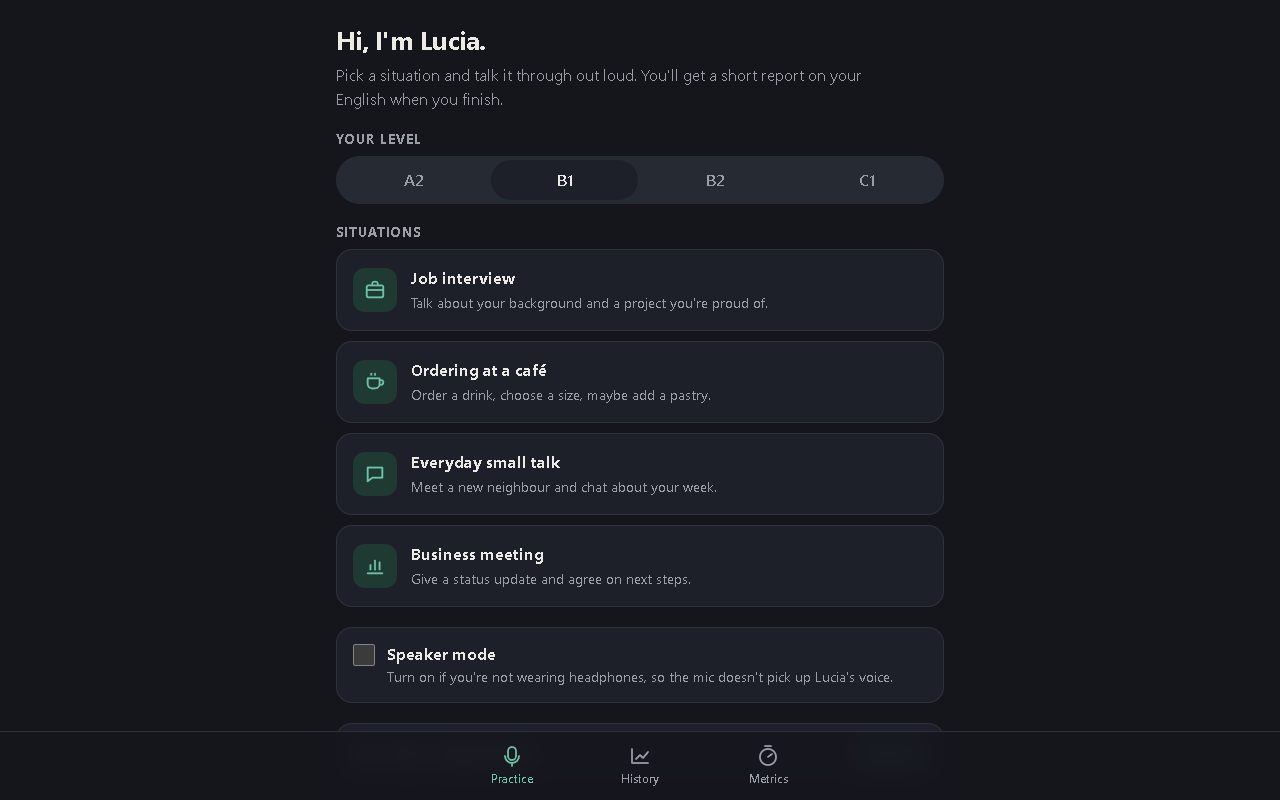 Hi, I'm Lucia.
Pick a situation and talk it through out loud. You'll get a short report on your
English when you finish.
YOUR LEVEL
A2
B1
B2
C1
SITUATIONS
Job interview
Talk about your background and a project you're proud of.
Ordering at a café
Order a drink, choose a size, maybe add a pastry.
Everyday small talk
Meet a new neighbour and chat about your week.
Business meeting
Give a status update and agree on next steps.
Speaker mode
Turn on if you're not wearing headphones, so the mic doesn't pick up Lucia's voice.
Practice
History
Metrics